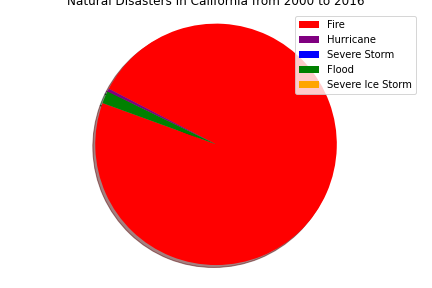 Natural Disasters in California from 2000 to 2016
Fire
Hurricane
Severe Storm
Flood
Severe Ice Storm